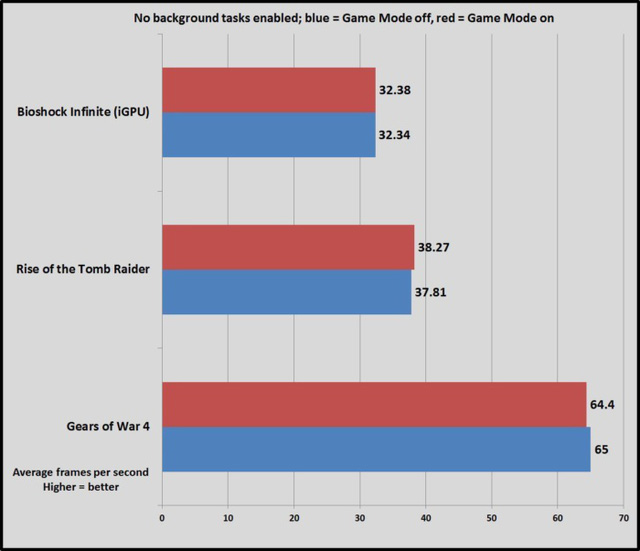 No background tasks enabled; blue = Game Mode off, red = Game Mode on
Bioshock Infinite (iGPU)
32.38
32.34
Rise of the Tomb Raider
38.27
37.81
Gears of War 4
64.4
65
Average frames per second
Higher = better
0 10 20 30 40 50 60 70